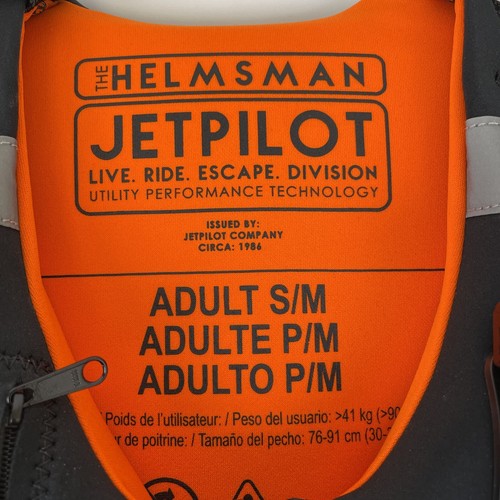 THE HELMSMAN
JETPILOT
LIVE. RIDE. ESCAPE. DIVISION
UTILITY PERFORMANCE TECHNOLOGY
ISSUED BY:
JETPILOT COMPANY
CIRCA: 1986
ADULT S/M
ADULTE P/M
ADULTO P/M
Poids de l'utilisateur: / Peso del usuario: >41 kg (>90
de poitrine: / Tamaño del pecho: 76-91 cm (30-